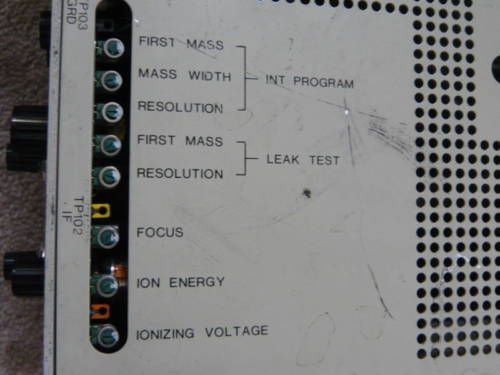 TP103
GRD
FIRST MASS
MASS WIDTH
RESOLUTION
INT PROGRAM
FIRST MASS
RESOLUTION
LEAK TEST
TP102
IF
FOCUS
ION ENERGY
IONIZING VOLTAGE